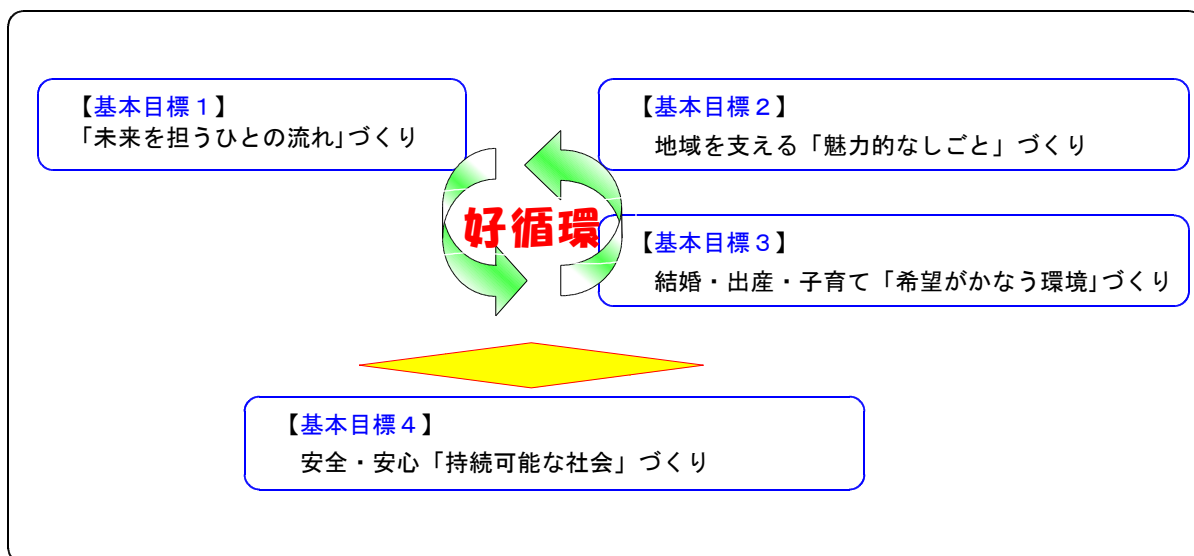 【基本目標１】
「未来を担うひとの流れ」づくり
【基本目標２】
地域を支える「魅力的なしごと」づくり
好循環
【基本目標３】
結婚・出産・子育て「希望がかなう環境」づくり
【基本目標４】
安全・安心「持続可能な社会」づくり